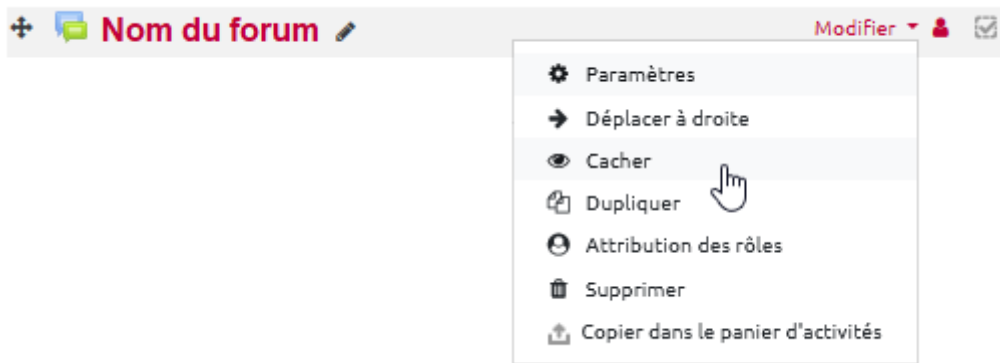 Nom du forum
Modifier
Paramètres
Déplacer à droite
Cacher
Dupliquer
Attribution des rôles
Supprimer
Copier dans le panier d'activités